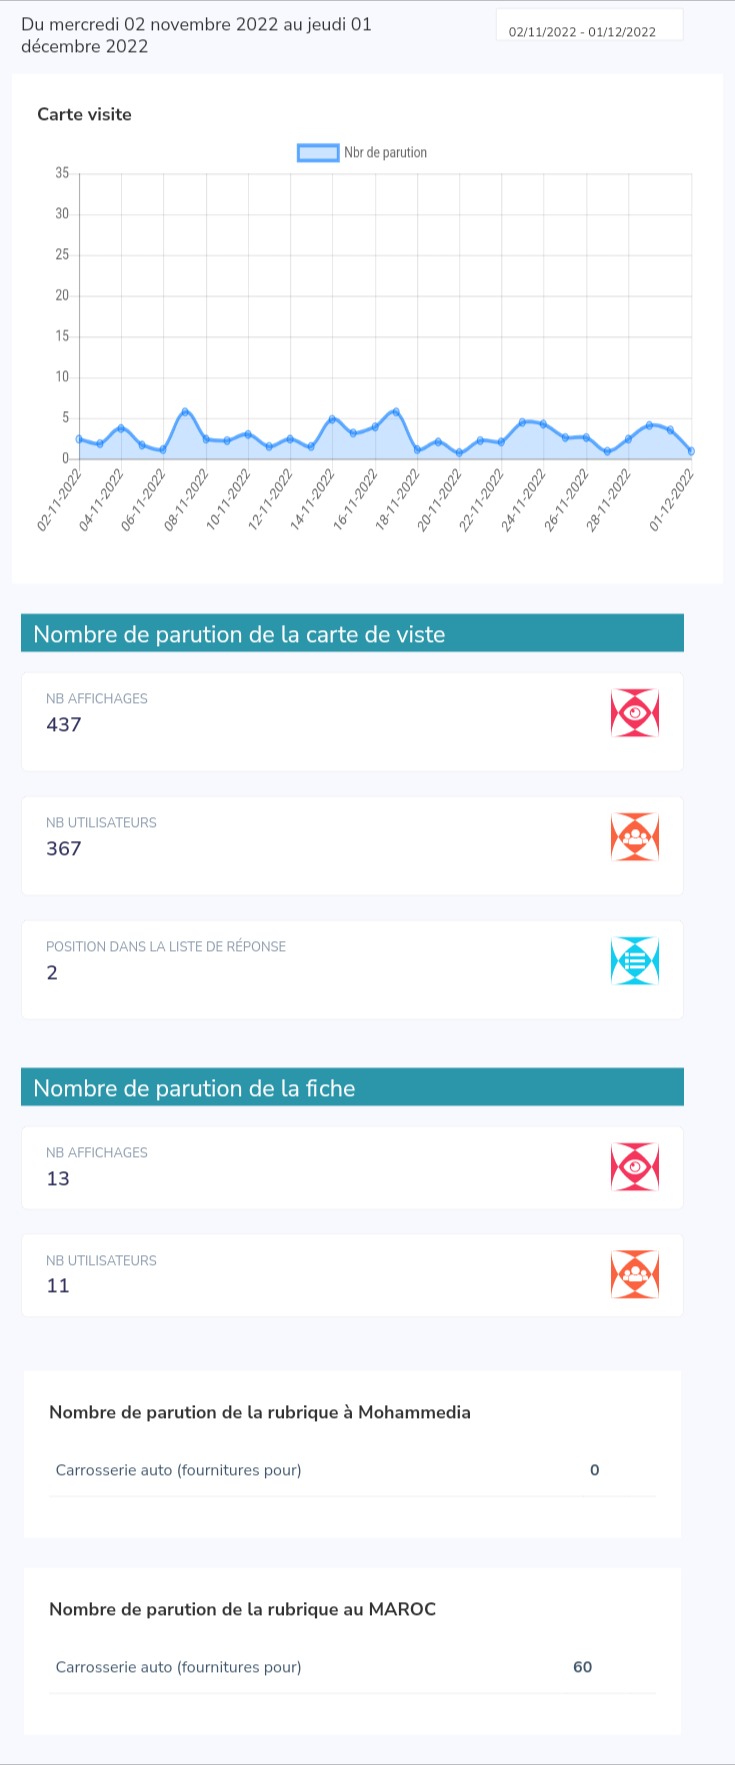 Du mercredi 02 novembre 2022 au jeudi 01
décembre 2022
02/11/2022 - 01/12/2022
Carte visite
Nbr de parution
35
30
25
20
15
10
5
0
02-11-2022
04-11-2022
06-11-2022
08-11-2022
10-11-2022
12-11-2022
14-11-2022
16-11-2022
18-11-2022
20-11-2022
22-11-2022
24-11-2022
26-11-2022
28-11-2022
01-12-2022
Nombre de parution de la carte de viste
NB AFFICHAGES
437
NB UTILISATEURS
367
POSITION DANS LA LISTE DE RÉPONSE
2
Nombre de parution de la fiche
NB AFFICHAGES
13
NB UTILISATEURS
11
Nombre de parution de la rubrique à Mohammedia
Carrosserie auto (fournitures pour) 0
Nombre de parution de la rubrique au MAROC
Carrosserie auto (fournitures pour) 60